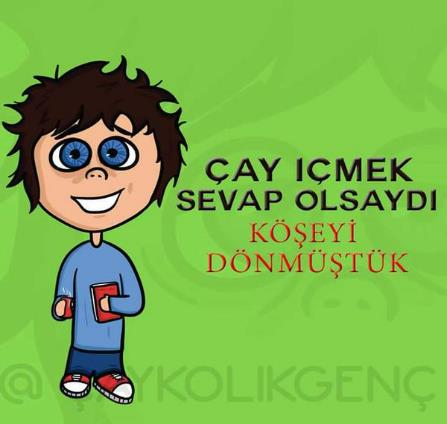 ÇAY IÇMEK
SEVAP OLSAYDI
KÖŞEYİ
DÖNMÜŞTÜK
@ ÇAYKOLIKGENÇ